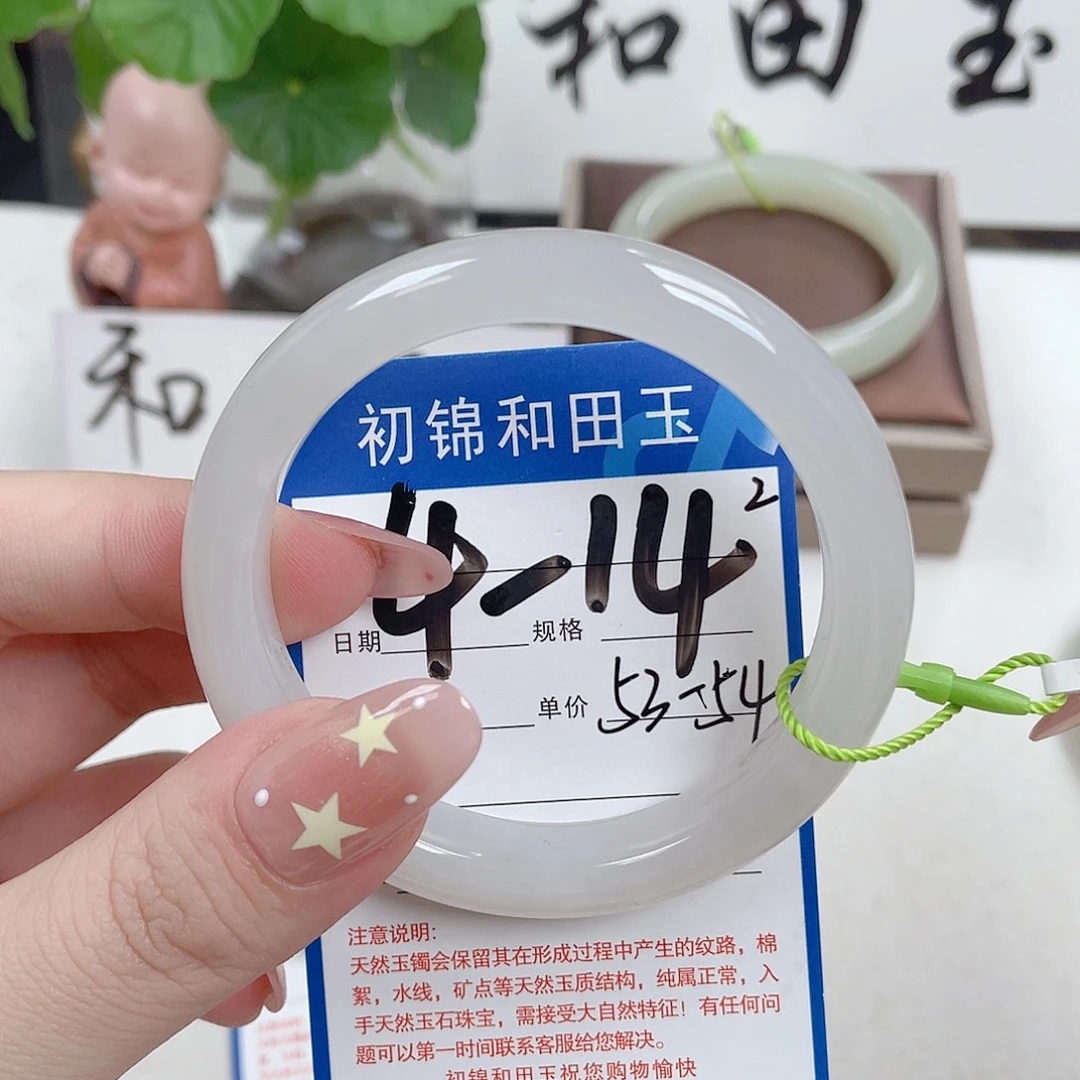 和田玉
和
初锦和田玉
4-14²
日期 规格
单价 53-54
注意说明:
天然玉镯会保留其在形成过程中产生的纹路，棉
絮，水线，矿点等天然玉质结构，纯属正常，入
手天然玉石珠宝，需接受大自然特征！有任何问
题可以第一时间联系客服给您解决。
初锦和田玉祝您购物愉快